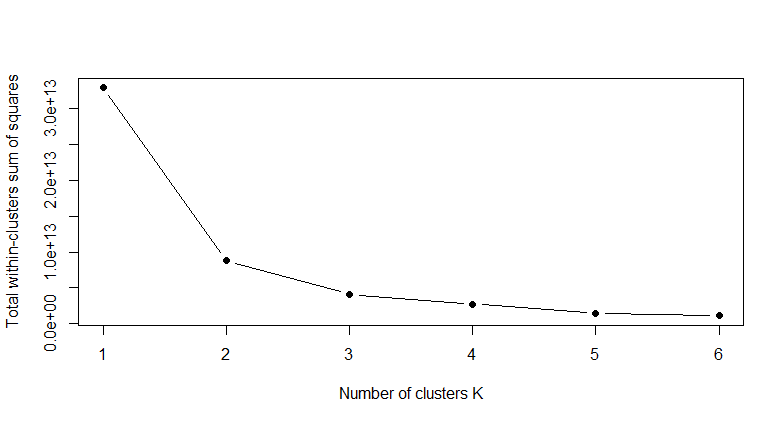 Total within-clusters sum of squares
3.0e+13
2.0e+13
1.0e+13
0.0e+00
1 2 3 4 5 6
Number of clusters K